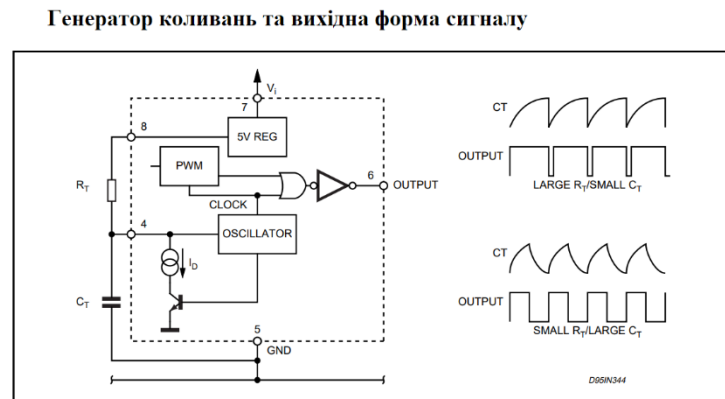 Генератор коливань та вихідна форма сигналу
Vi
7
8
5V REG
PWM
6
OUTPUT
RT
CLOCK
4
OSCILLATOR
ID
CT
5
GND
CT
OUTPUT
LARGE RT/SMALL CT
CT
OUTPUT
SMALL RT/LARGE CT
D95IN344